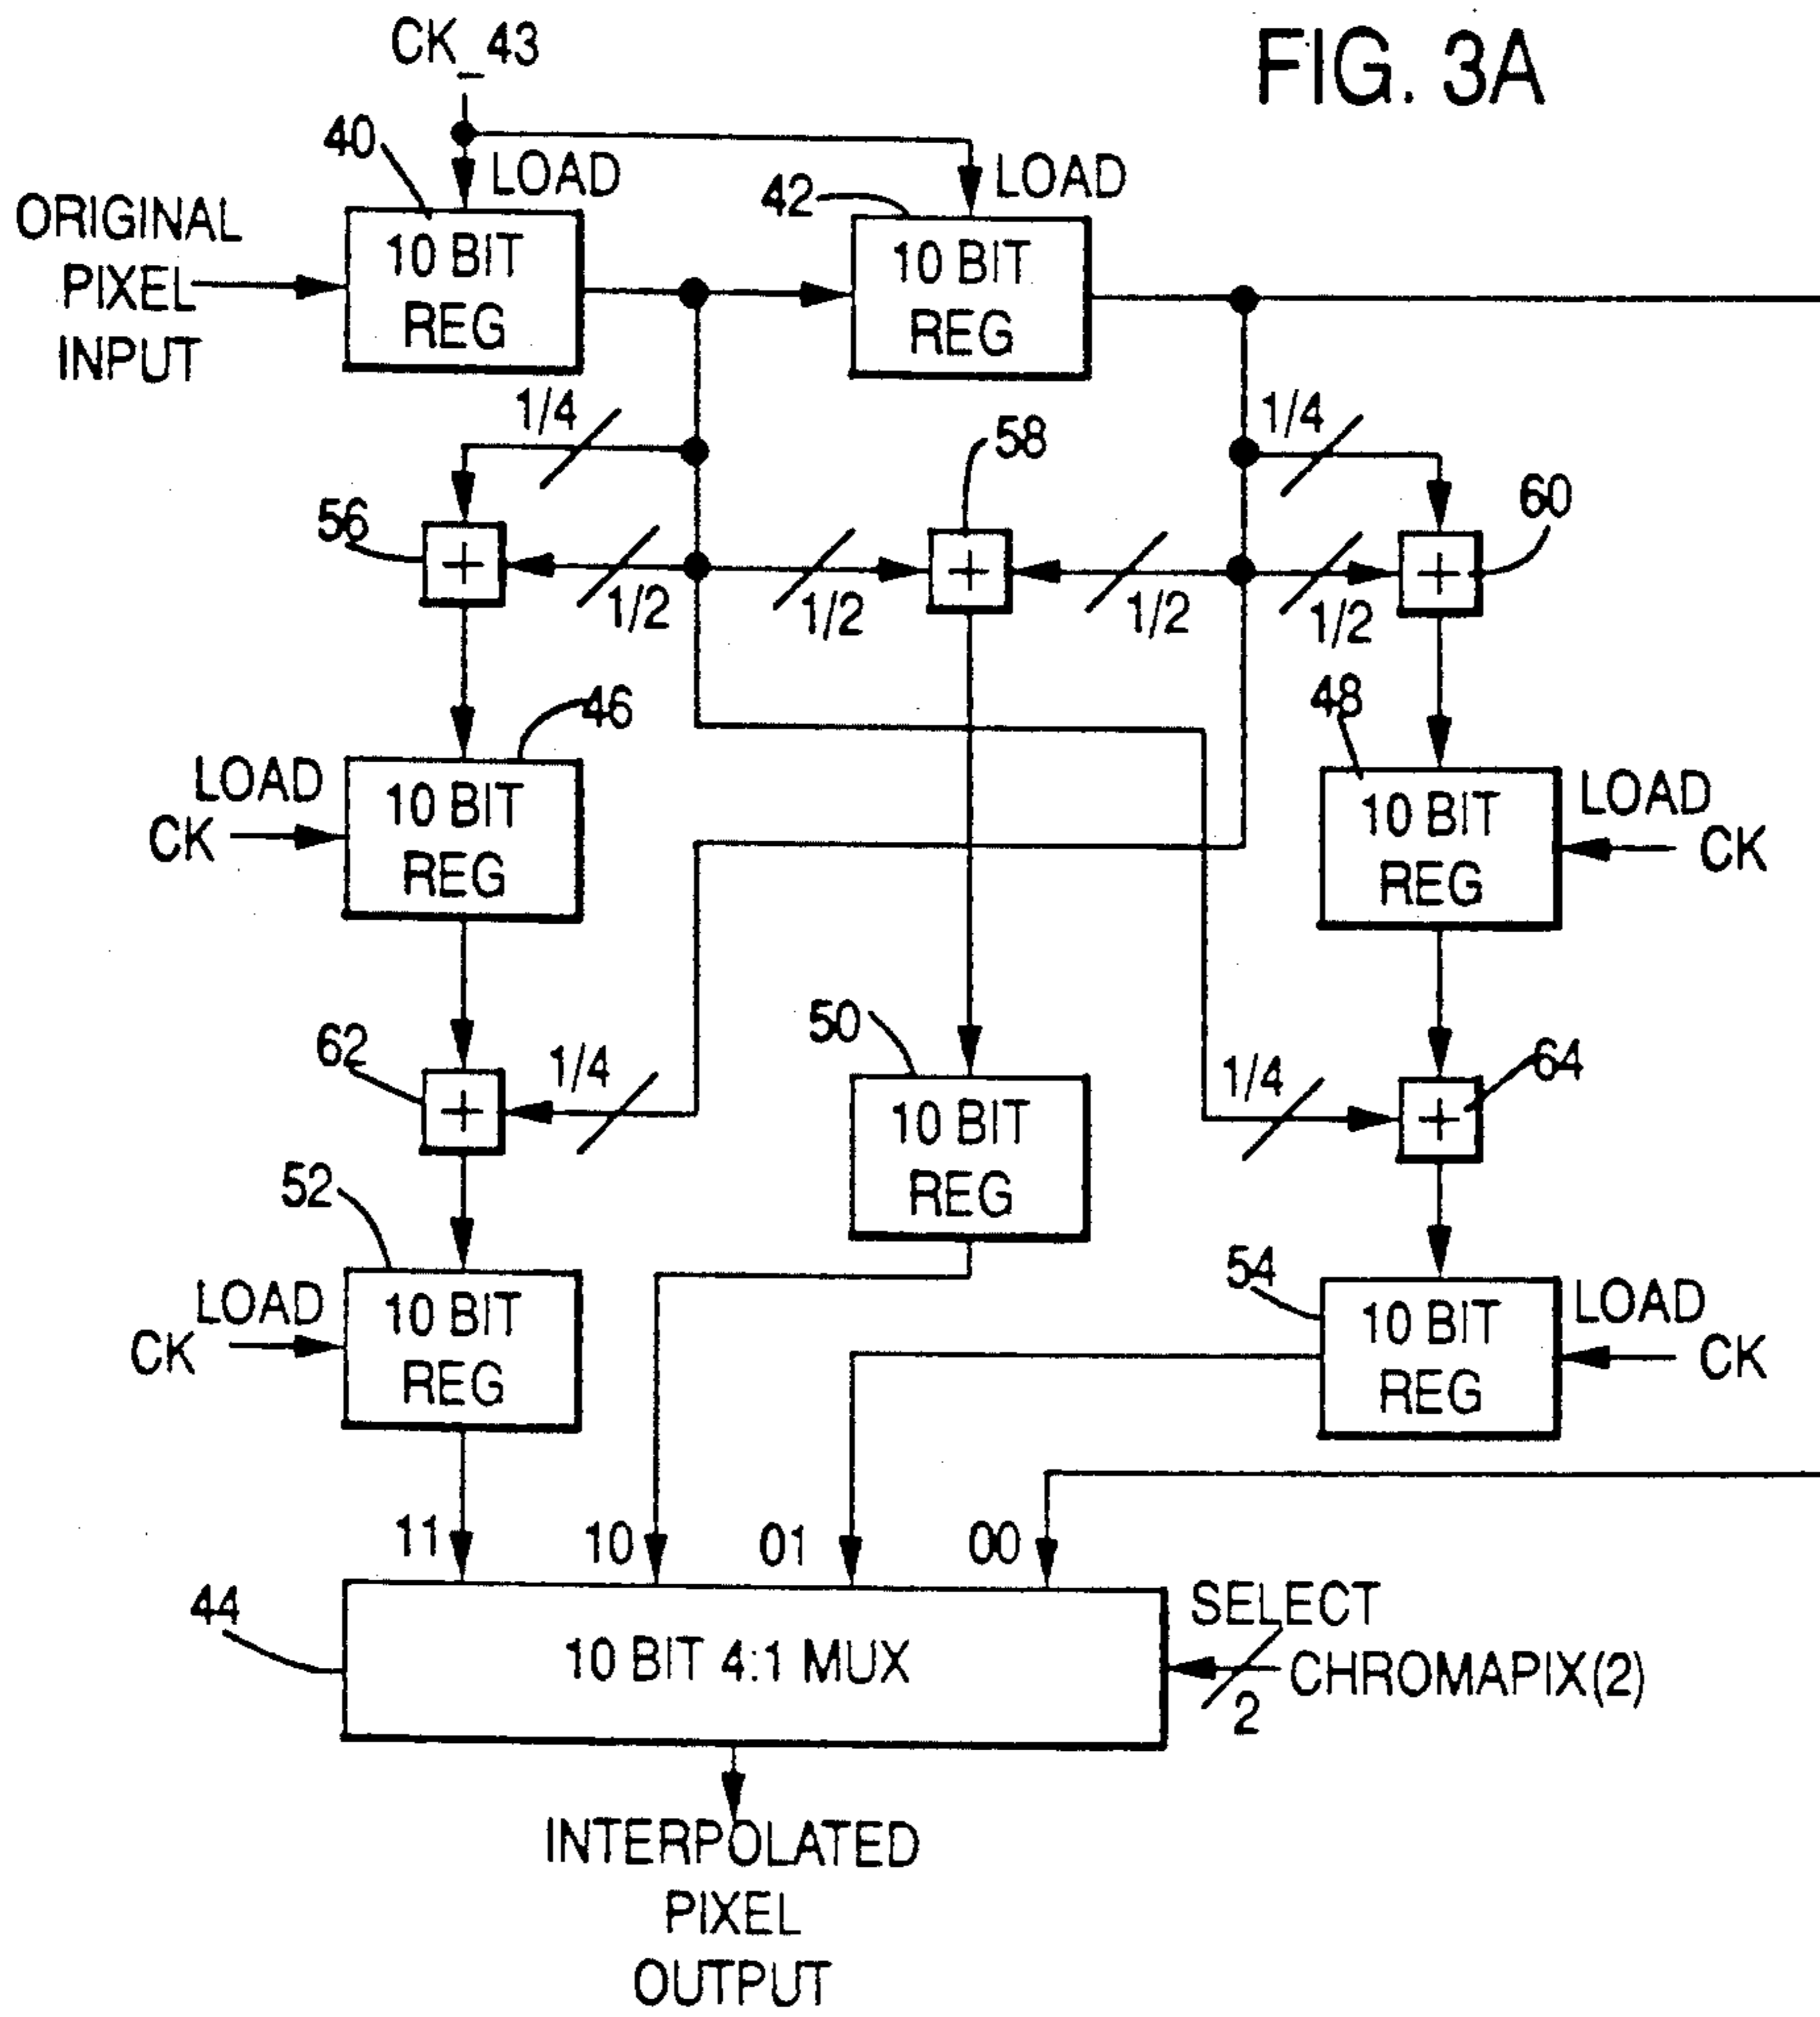 FIG. 3A
CK_43
40
LOAD
42
LOAD
ORIGINAL
PIXEL
INPUT
10 BIT
REG
10 BIT
REG
1/4
58
1/4
56
+
+
60
+
1/2
1/2
1/2
1/2
46
48
LOAD
CK
10 BIT
REG
10 BIT
REG
LOAD
CK
62
+
1/4
50
10 BIT
REG
1/4
64
+
52
LOAD
CK
10 BIT
REG
54
10 BIT
REG
LOAD
CK
11
10
01
00
44
10 BIT 4:1 MUX
SELECT
CHROMAPIX(2)
2
INTERPOLATED
PIXEL
OUTPUT